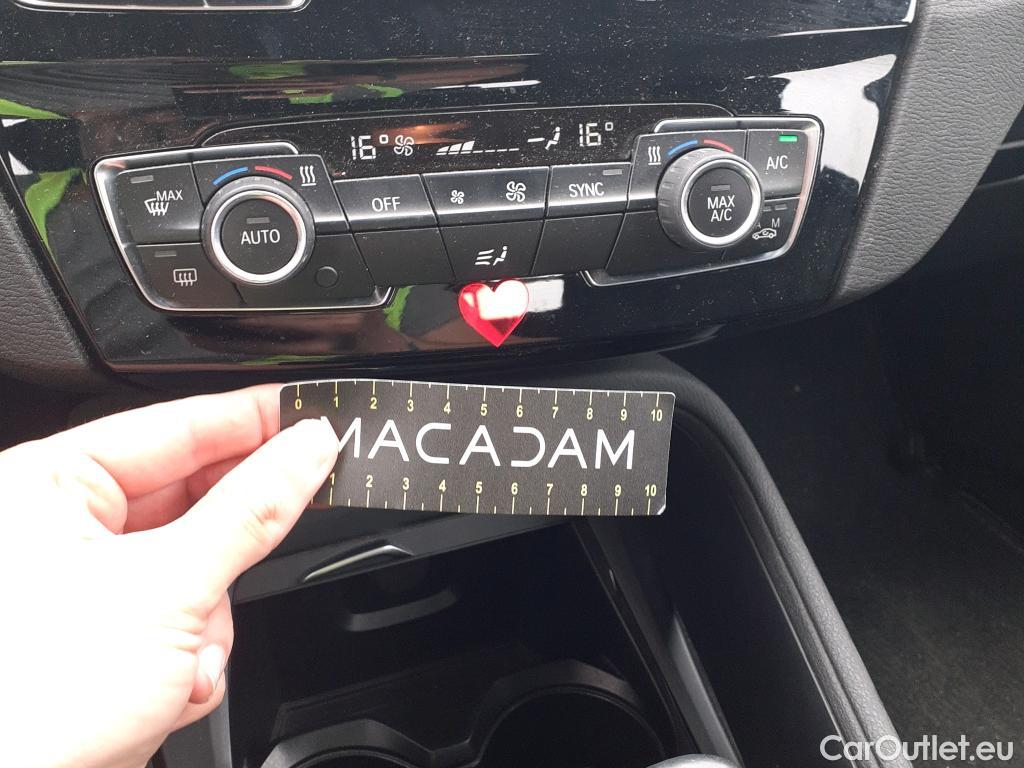 16° 16°
MAX
OFF
SYNC
A/C
AUTO
MAX
A/C
A M
0 1 2 3 4 5 6 7 8 9 10
MACADAM
1 2 3 4 5 6 7 8 9 10
CarOutlet.eu